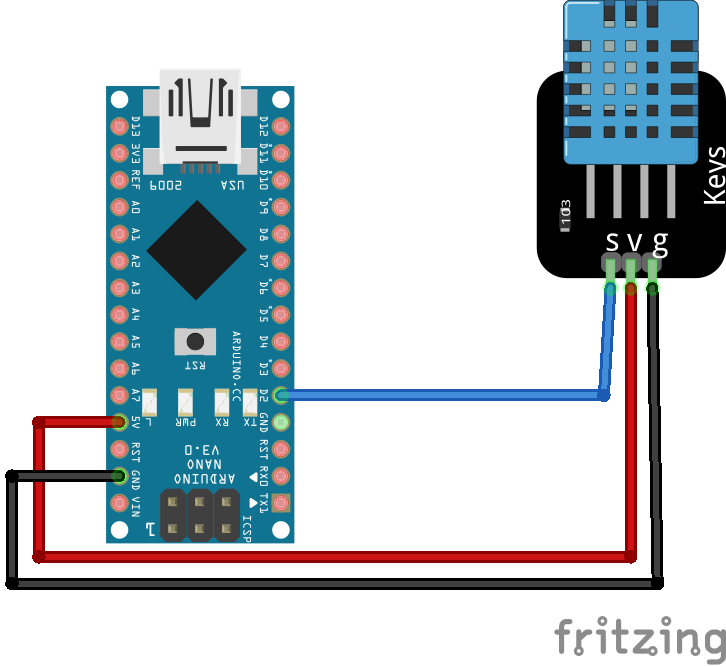 D13
3V3
REF
A0
A1
A2
A3
A4
A5
A6
A7
5V
RST
GND
VIN
D12
D11
D10
D9
D8
D7
D6
D5
D4
D3
D2
GND
RST
RX0
TX1
2009
USA
ARDUINO.CC
RST
L
PWR
RX
TX
ARDUINO
NANO
V3.0
ICSP
1
103
Keys
S V g
fritzing